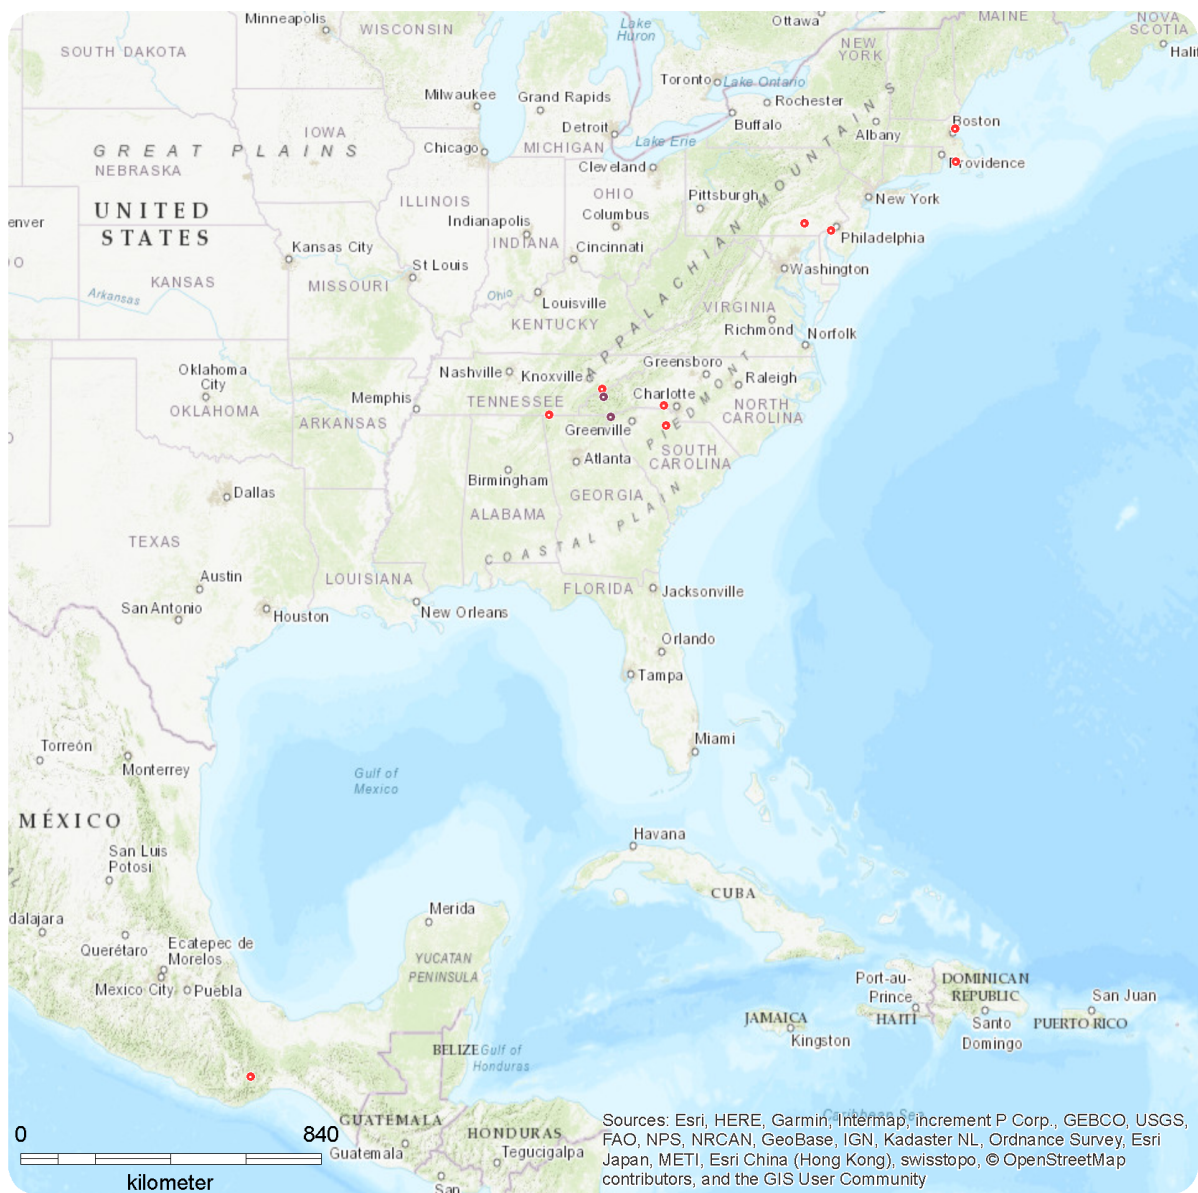 Minneapolis
WISCONSIN
Lake
Huron
Ottawa
MAINE
NOVA
SCOTIA
SOUTH DAKOTA
NEW
YORK
Halif
Toronto
Lake Ontario
Milwaukee
Grand Rapids
Rochester
Boston
IOWA
Detroit
Buffalo
Albany
GREAT PLAINS
Chicago
MICHIGAN
Lake Erie
NEBRASKA
Cleveland
Providence
APPALACHIAN MOUNTAINS
ILLINOIS
OHIO
Pittsburgh
New York
UNITED
STATES
enver
Indianapolis
Columbus
INDIANA
Cincinnati
Philadelphia
Kansas City
St Louis
Washington
O
KANSAS
MISSOURI
Arkansas
Ohio
Louisville
VIRGINIA
KENTUCKY
Richmond
Norfolk
Greensboro
Oklahoma
City
Nashville
Knoxville
Raleigh
Memphis
TENNESSEE
Charlotte
OKLAHOMA
ARKANSAS
NORTH
CAROLINA
Greenville
PIEDMONT
O
SOUTH
CAROLINA
Atlanta
Birmingham
Dallas
GEORGIA
ALABAMA
COASTAL PLAIN
TEXAS
Austin
LOUISIANA
FLORIDA
Jacksonville
San Antonio
Houston
New Orleans
Orlando
Tampa
Torreón
Monterrey
Miami
Gulf of
Mexico
MÉXICO
Havana
San Luis
Potosí
CUBA
dalajara
Merida
Querétaro
Ecatepec de
Morelos
YUCATAN
PENINSULA
Mexico City
Puebla
Port-au-
Prince
DOMINICAN
REPUBLIC
San Juan
JAMAICA
HAITI
Santo
Domingo
PUERTO RICO
Kingston
BELIZE
Gulf of
Honduras
Caribbean Sea
GUATEMALA
HONDURAS
Guatemala
Tegucigalpa
San
0
840
kilometer
Sources: Esri, HERE, Garmin, Intermap, increment P Corp., GEBCO, USGS,
FAO, NPS, NRCAN, GeoBase, IGN, Kadaster NL, Ordnance Survey, Esri
Japan, METI, Esri China (Hong Kong), swisstopo, © OpenStreetMap
contributors, and the GIS User Community